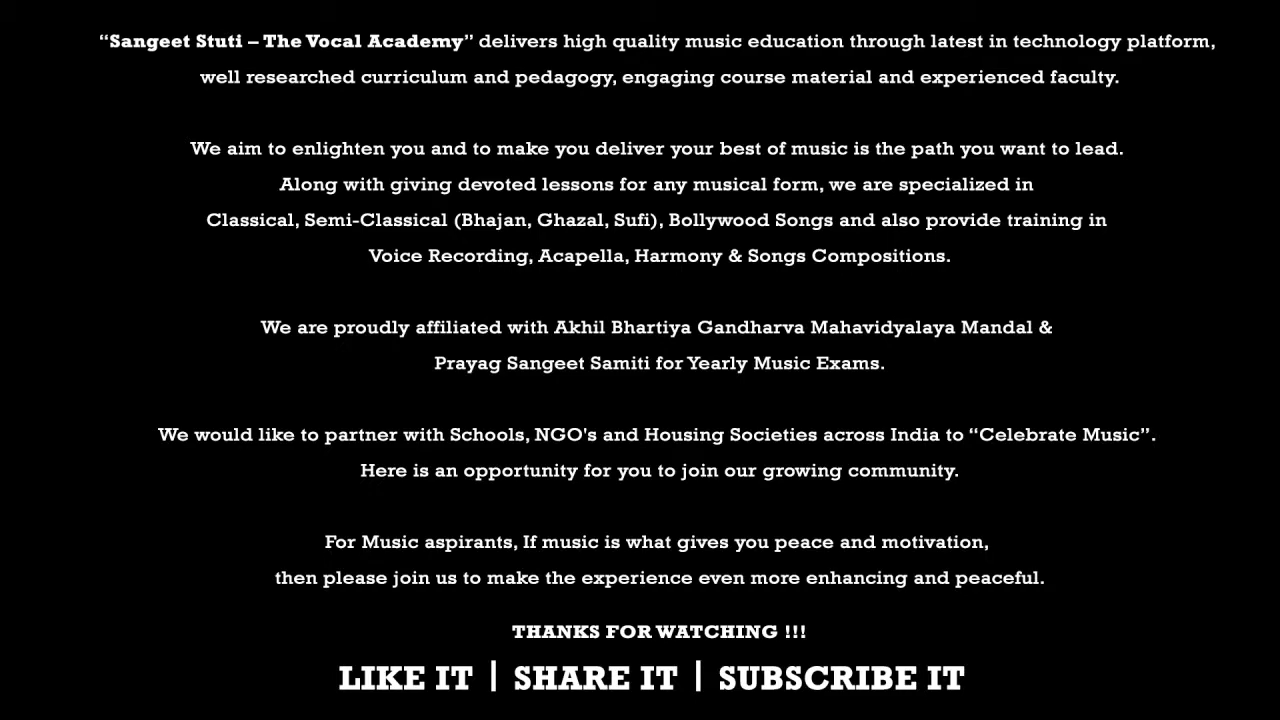 “Sangeet Stuti – The Vocal Academy” delivers high quality music education through latest in technology platform,
well researched curriculum and pedagogy, engaging course material and experienced faculty.
We aim to enlighten you and to make you deliver your best of music is the path you want to lead.
Along with giving devoted lessons for any musical form, we are specialized in
Classical, Semi-Classical (Bhajan, Ghazal, Sufi), Bollywood Songs and also provide training in
Voice Recording, Acapella, Harmony & Songs Compositions.
We are proudly affiliated with Akhil Bhartiya Gandharva Mahavidyalaya Mandal &
Prayag Sangeet Samiti for Yearly Music Exams.
We would like to partner with Schools, NGO's and Housing Societies across India to “Celebrate Music”.
Here is an opportunity for you to join our growing community.
For Music aspirants, If music is what gives you peace and motivation,
then please join us to make the experience even more enhancing and peaceful.
THANKS FOR WATCHING !!!
LIKE IT | SHARE IT | SUBSCRIBE IT